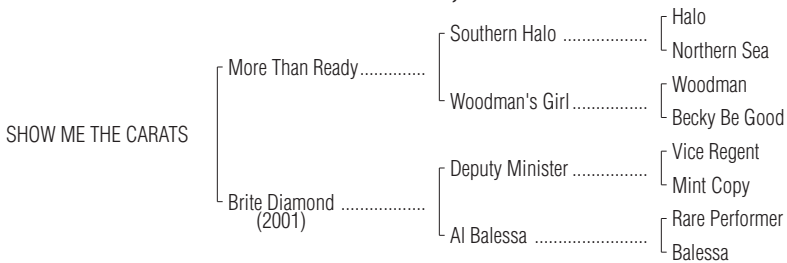 Halo
Southern Halo ..................
Northern Sea
More Than Ready..............
Woodman
Woodman's Girl................
Becky Be Good
SHOW ME THE CARATS
Vice Regent
Deputy Minister ................
Mint Copy
Brite Diamond ..................
(2001)
Rare Performer
Al Balessa ........................
Balessa